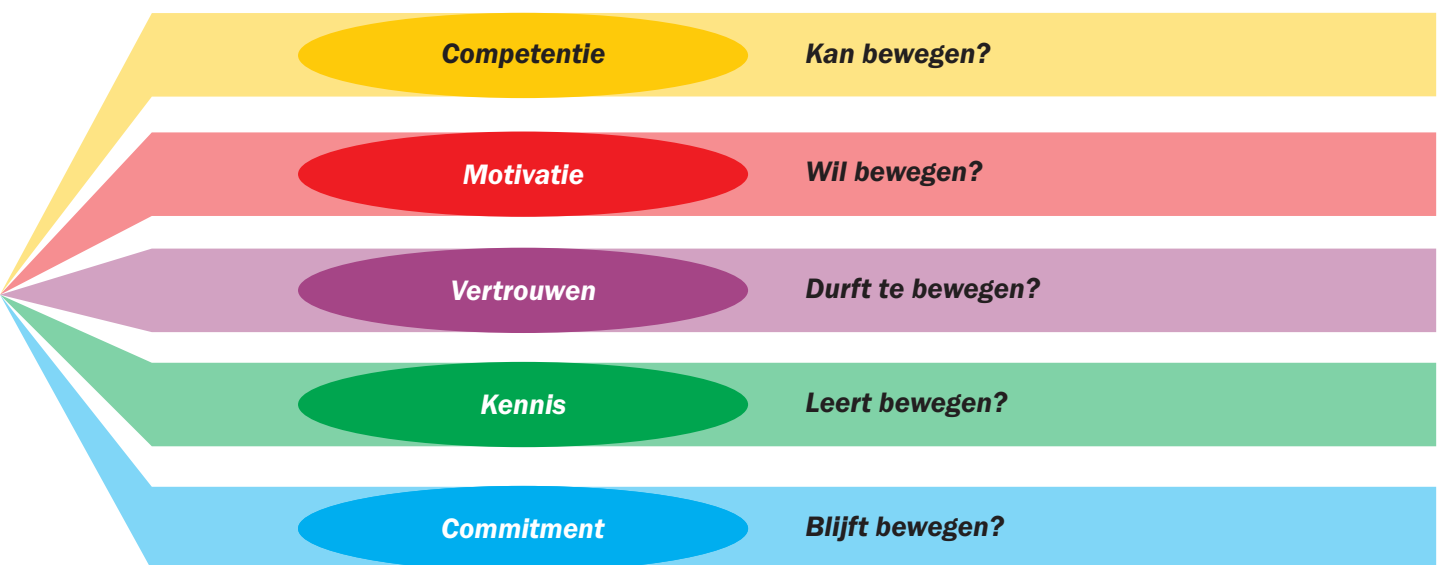 Competentie Kan bewegen?
Motivatie Wil bewegen?
Vertrouwen Durft te bewegen?
Kennis Leert bewegen?
Commitment Blijft bewegen?